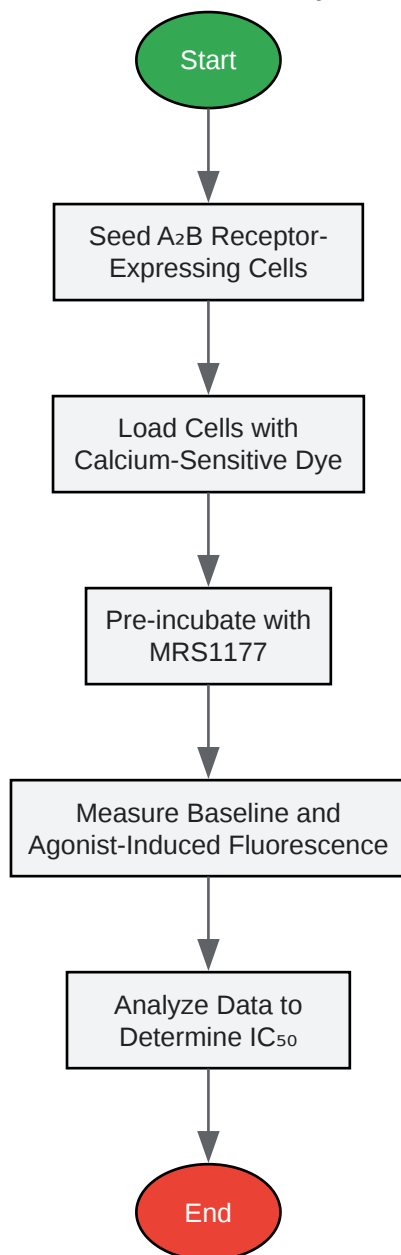 Start
Seed A₂B Receptor-
Expressing Cells
Load Cells with
Calcium-Sensitive Dye
Pre-incubate with
MRS1177
Measure Baseline and
Agonist-Induced Fluorescence
Analyze Data to
Determine IC₅₀
End